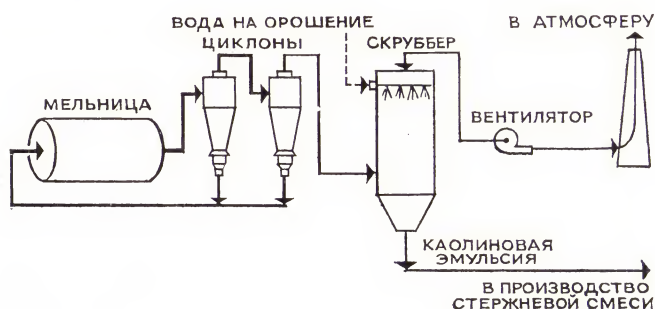 В АТМОСФЕРУ
ВОДА НА ОРОШЕНИЕ
ЦИКЛОНЫ
СКРУББЕР
МЕЛЬНИЦА
ВЕНТИЛЯТОР
КАОЛИНОВАЯ
ЭМУЛЬСИЯ
В ПРОИЗВОДСТВО
СТЕРЖНЕВОЙ СМЕСИ